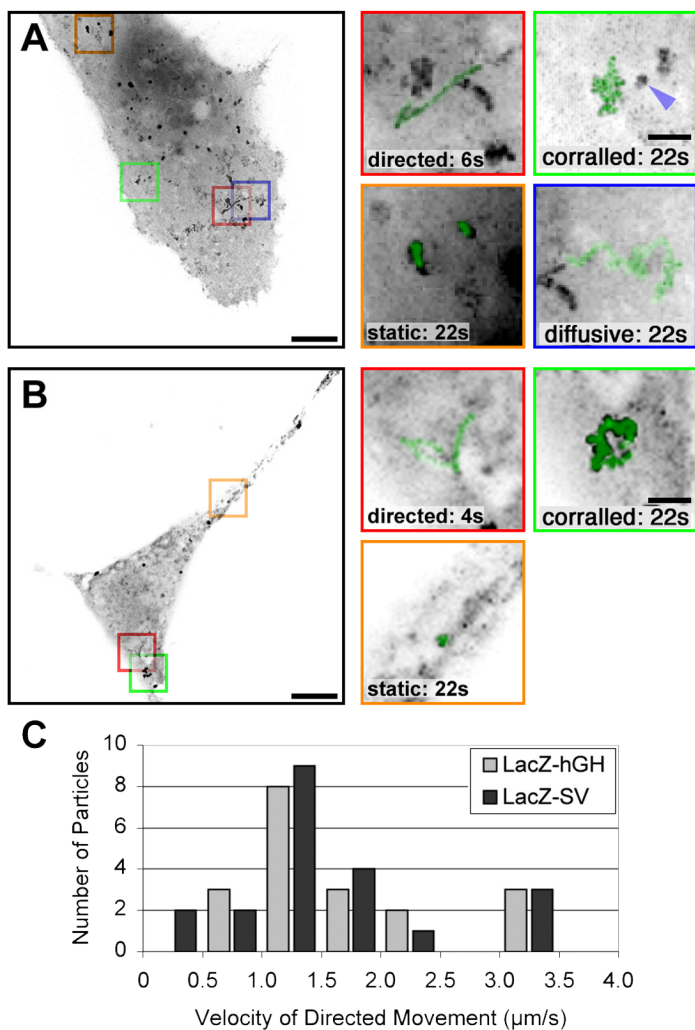 A
directed: 6s
corralled: 22s
static: 22s
diffusive: 22s
B
directed: 4s
corralled: 22s
static: 22s
C
Number of Particles
10
8
6
4
2
0
LacZ-hGH
LacZ-SV
0 0.5 1.0 1.5 2.0 2.5 3.0 3.5 4.0
Velocity of Directed Movement (µm/s)